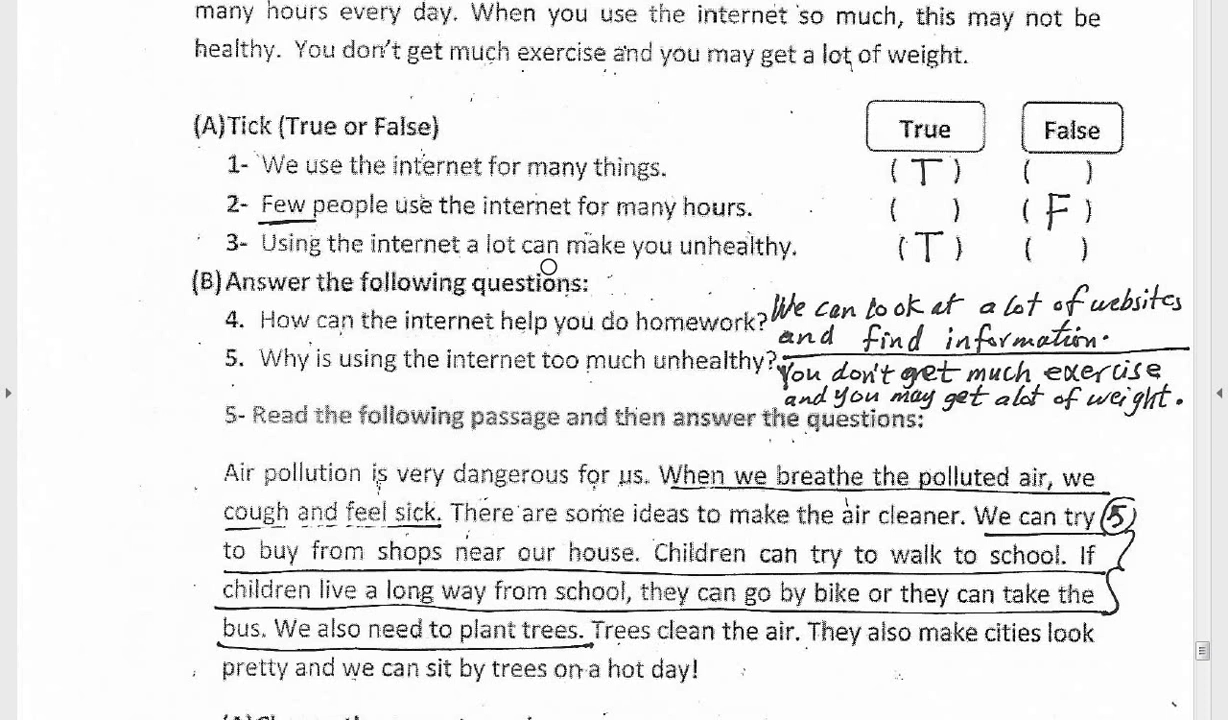 many hours every day. When you use the internet so much, this may not be
healthy. You don't get much exercise and you may get a lot of weight.
(A)Tick (True or False) True False
1- We use the internet for many things. ( T ) ( )
2- Few people use the internet for many hours. ( ) ( F )
3- Using the internet a lot can make you unhealthy. ( T ) ( )
(B)Answer the following questions:
4. How can the internet help you do homework? We can look at a lot of websites
and find information.
5. Why is using the internet too much unhealthy? You don't get much exercise
and you may get a lot of weight.
5- Read the following passage and then answer the questions:
Air pollution is very dangerous for us. When we breathe the polluted air, we
cough and feel sick. There are some ideas to make the air cleaner. We can try 5
to buy from shops near our house. Children can try to walk to school. If
children live a long way from school, they can go by bike or they can take the
bus. We also need to plant trees. Trees clean the air. They also make cities look
pretty and we can sit by trees on a hot day!